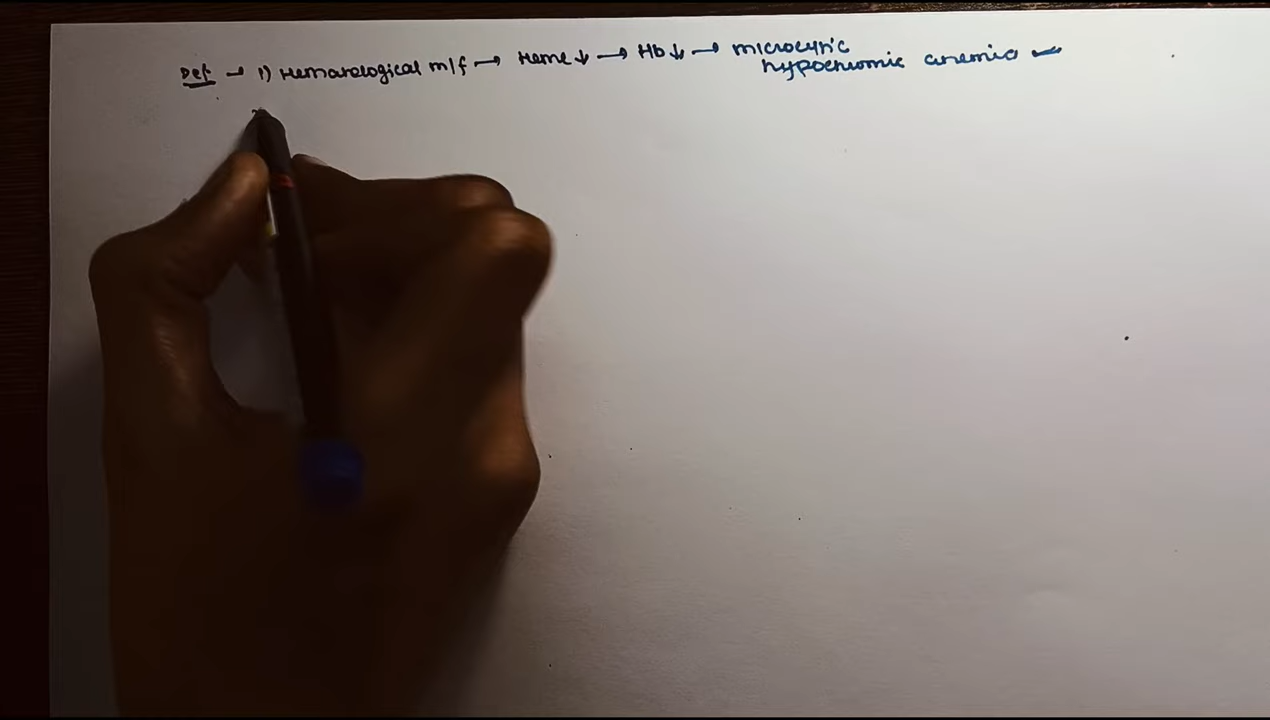 Def → 1) Hematological m/f → Heme↓ → Hb↓ → microcytic
hypochromic anemia